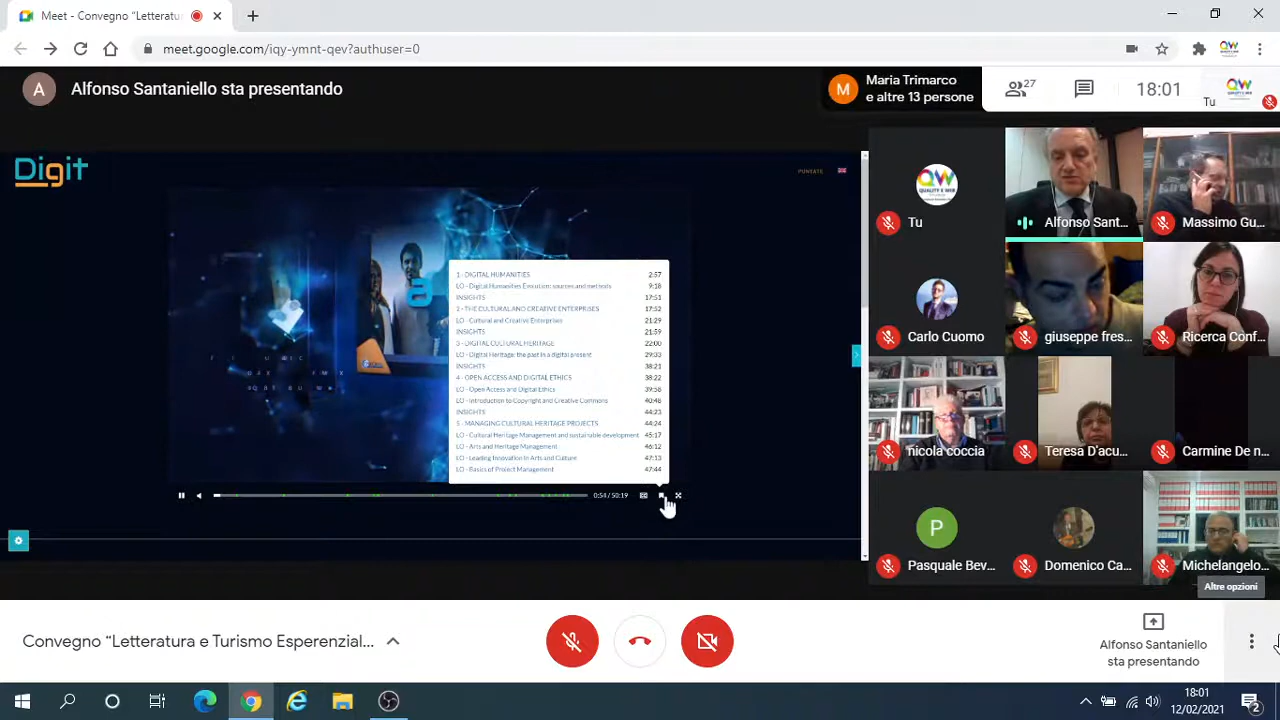 Meet - Convegno “Letteratu
meet.google.com/iqy-ymnt-qev?authuser=0
A
Alfonso Santaniello sta presentando
M
Maria Trimarco
e altre 13 persone
27
18:01
Tu
Digit
PUNTATE
1 - DIGITAL HUMANITIES 2:57
LO - Digital Humanities Evolution: sources and methods 9:18
INSIGHTS 17:51
2 - THE CULTURAL AND CREATIVE ENTERPRISES 17:52
LO - Cultural and Creative Enterprises 21:29
INSIGHTS 21:59
3 - DIGITAL CULTURAL HERITAGE 22:00
LO - Digital Heritage: the past in a digital present 29:33
INSIGHTS 38:21
4 - OPEN ACCESS AND DIGITAL ETHICS 38:22
LO - Open Access and Digital Ethics 39:58
LO - Introduction to Copyright and Creative Commons 40:48
INSIGHTS 44:23
5 - MANAGING CULTURAL HERITAGE PROJECTS 44:24
LO - Cultural Heritage Management and sustainable development 45:17
LO - Arts and Heritage Management 46:12
LO - Leading Innovation in Arts and Culture 47:13
LO - Basics of Project Management 47:44
0:54 / 50:19
QW
QUALITY E WEB
Tu
Alfonso Sant...
Massimo Gu...
Carlo Cuomo
giuseppe fres...
Ricerca Conf...
nicola coccia
Teresa D'acu...
Carmine De n...
P
Pasquale Bev...
Domenico Ca...
Michelangelo...
Altre opzioni
Convegno “Letteratura e Turismo Esperenzial...
Alfonso Santaniello
sta presentando
18:01
12/02/2021
2